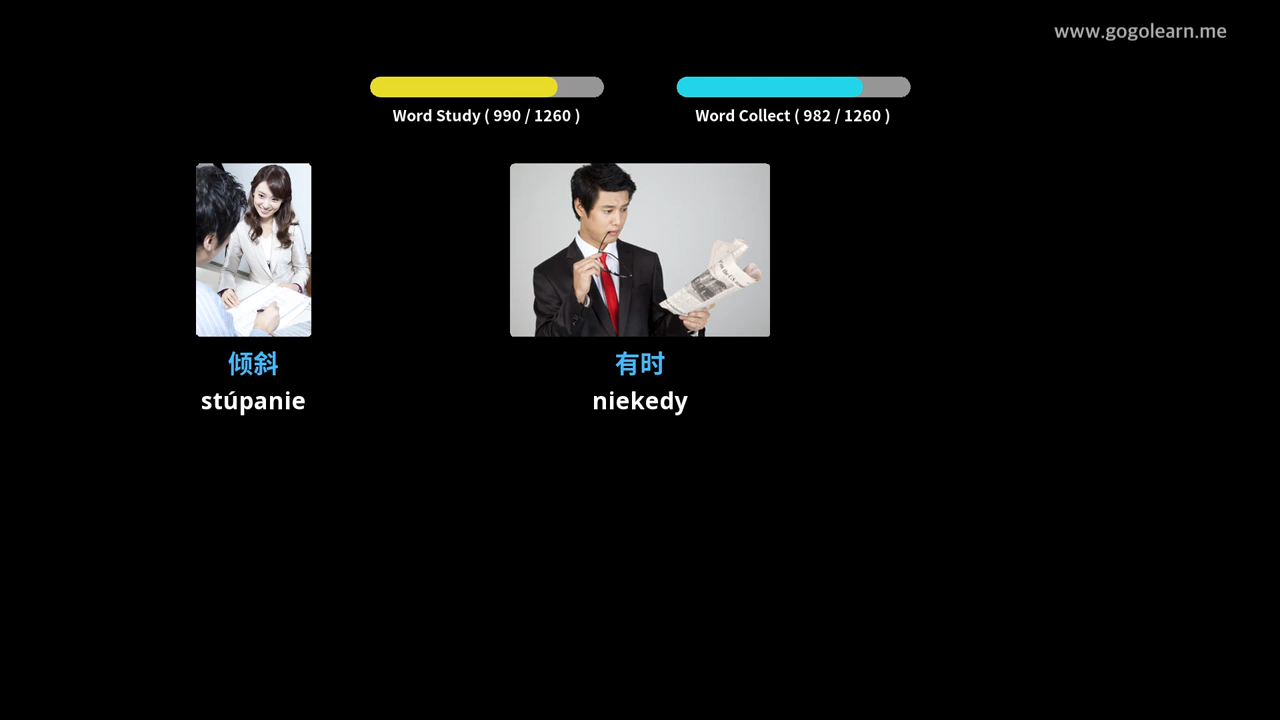 www.gogolearn.me
Word Study ( 990 / 1260 )
Word Collect ( 982 / 1260 )
倾斜
stúpanie
有时
niekedy